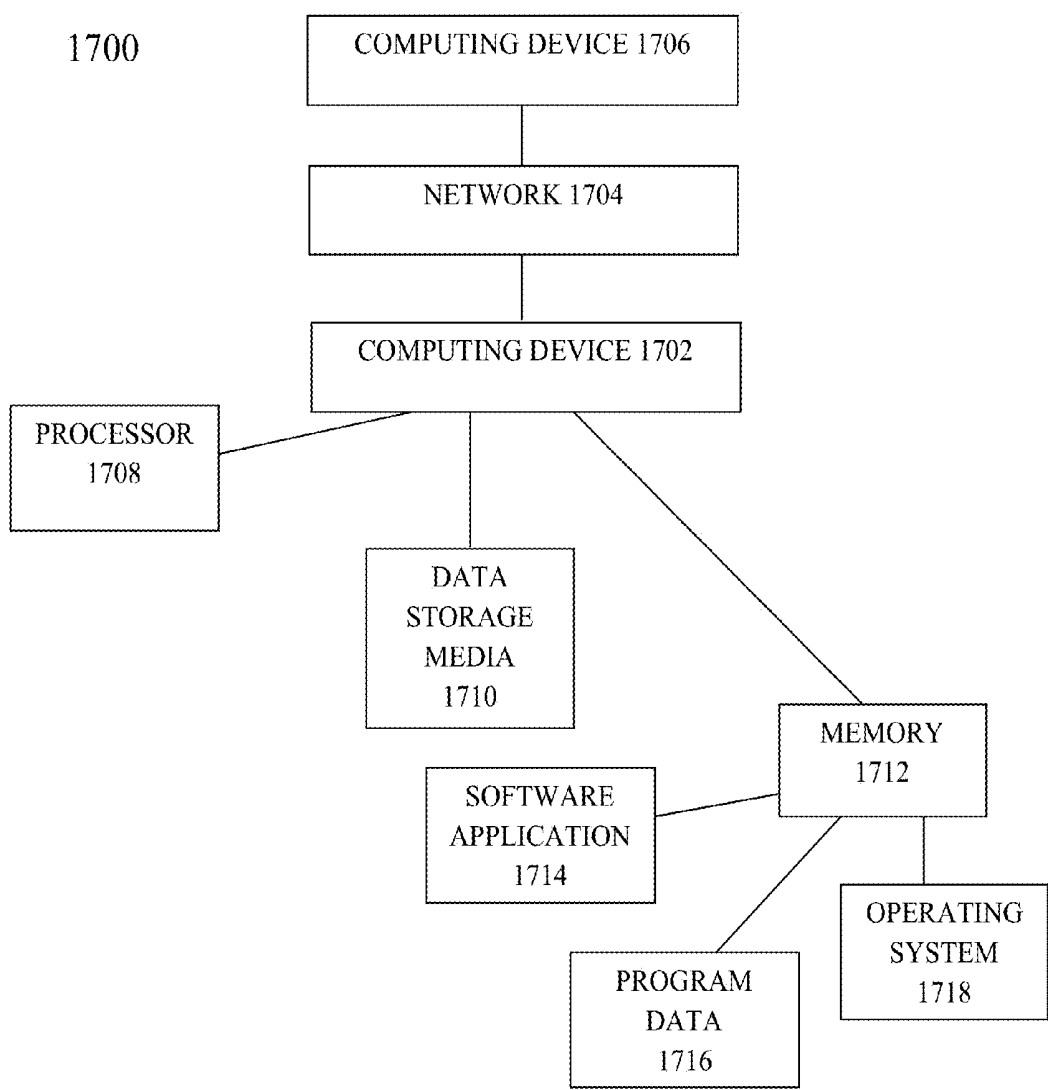 1700
COMPUTING DEVICE 1706
NETWORK 1704
COMPUTING DEVICE 1702
PROCESSOR
1708
DATA
STORAGE
MEDIA
1710
MEMORY
1712
SOFTWARE
APPLICATION
1714
OPERATING
SYSTEM
1718
PROGRAM
DATA
1716